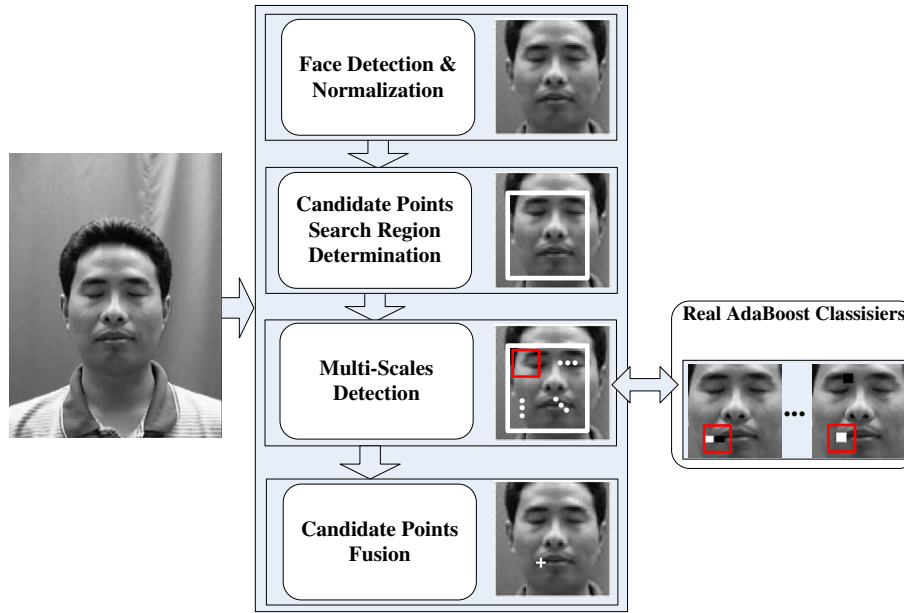 Face Detection &
Normalization
Candidate Points
Search Region
Determination
Multi-Scales
Detection
Candidate Points
Fusion
Real AdaBoost Classisiers